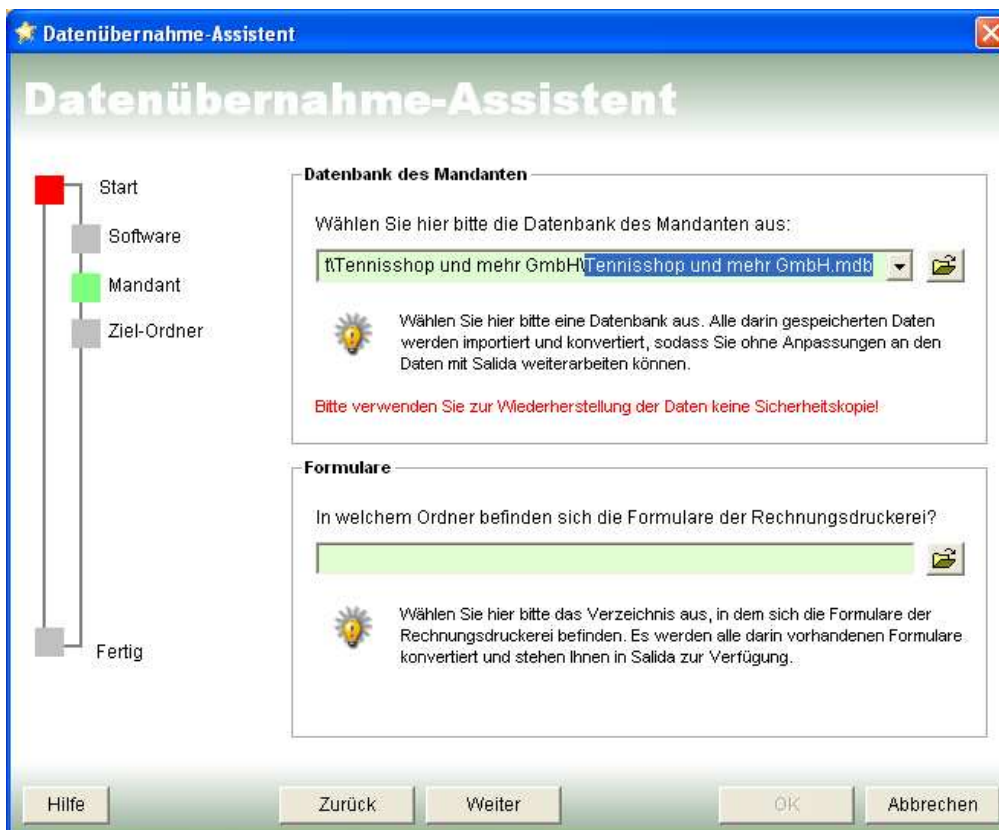 Datenübernahme-Assistent
Datenübernahme-Assistent
Start
Software
Mandant
Ziel-Ordner
Fertig
Datenbank des Mandanten
Wählen Sie hier bitte die Datenbank des Mandanten aus:
t\Tennisshop und mehr GmbH\Tennisshop und mehr GmbH.mdb
Wählen Sie hier bitte eine Datenbank aus. Alle darin gespeicherten Daten
werden importiert und konvertiert, sodass Sie ohne Anpassungen an den
Daten mit Salida weiterarbeiten können.
Bitte verwenden Sie zur Wiederherstellung der Daten keine Sicherheitskopie!
Formulare
In welchem Ordner befinden sich die Formulare der Rechnungsdruckerei?
Wählen Sie hier bitte das Verzeichnis aus, in dem sich die Formulare der
Rechnungsdruckerei befinden. Es werden alle darin vorhandenen Formulare
konvertiert und stehen Ihnen in Salida zur Verfügung.
Hilfe
Zurück
Weiter
OK
Abbrechen